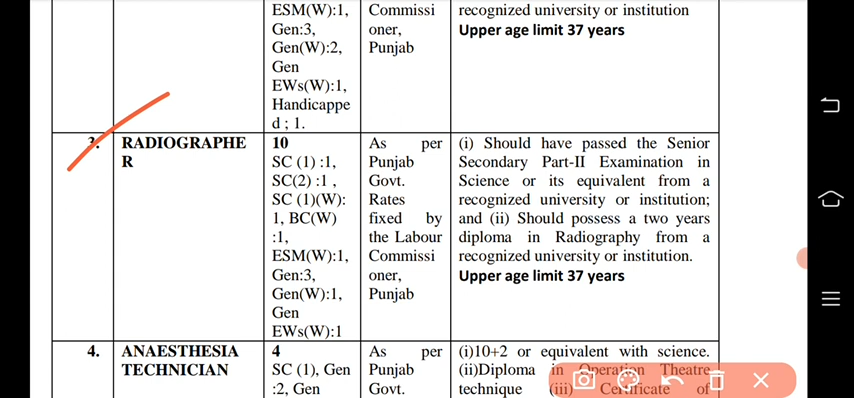 ESM(W):1,
Gen:3,
Gen(W):2,
Gen
EWs(W):1,
Handicappe
d ; 1.
Commissi
oner,
Punjab
recognized university or institution
Upper age limit 37 years
3.
RADIOGRAPHE
R
10
SC (1) :1,
SC(2) :1 ,
SC (1)(W):
1, BC(W)
:1,
ESM(W):1,
Gen:3,
Gen(W):1,
Gen
EWs(W):1
As per
Punjab
Govt.
Rates
fixed by
the Labour
Commissi
oner,
Punjab
(i) Should have passed the Senior
Secondary Part-II Examination in
Science or its equivalent from a
recognized university or institution;
and (ii) Should possess a two years
diploma in Radiography from a
recognized university or institution.
Upper age limit 37 years
4.
ANAESTHESIA
TECHNICIAN
4
SC (1), Gen
:2, Gen
As per
Punjab
Govt.
(i)10+2 or equivalent with science.
(ii)Diploma in Operation Theatre
technique (iii) Certificate of